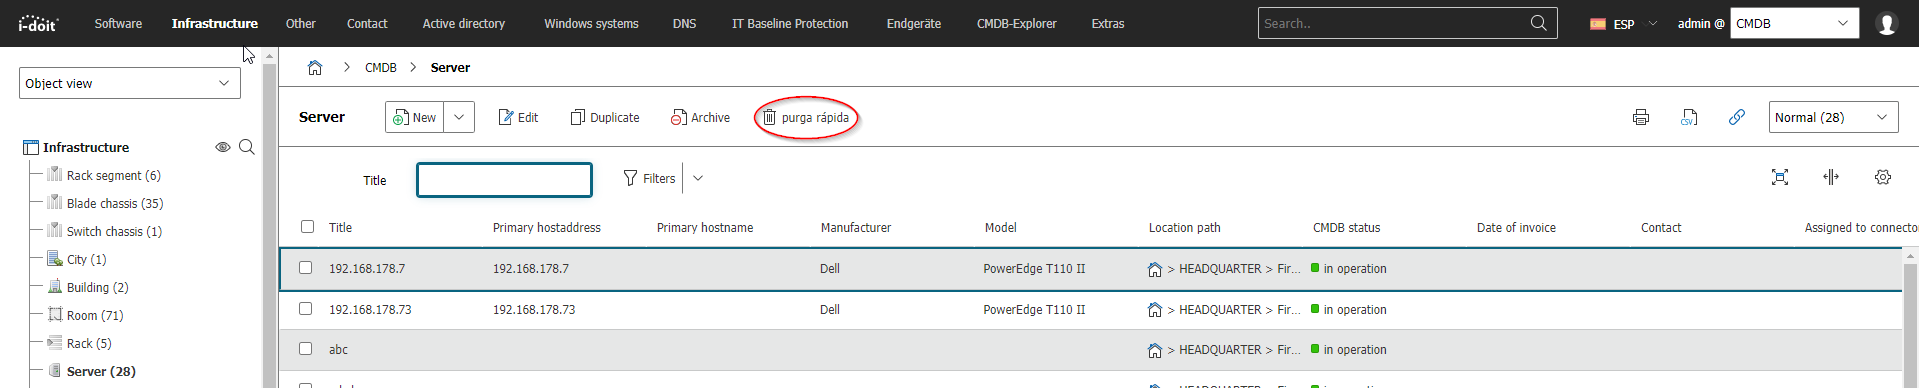 i-doit Software Infrastructure Other Contact Active directory Windows systems DNS IT Baseline Protection Endgeräte CMDB-Explorer Extras Search.. ESP admin @ CMDB
Object view
CMDB > Server
Server New Edit Duplicate Archive purga rápida CSV Normal (28)
Infrastructure
Rack segment (6)
Blade chassis (35)
Switch chassis (1)
City (1)
Building (2)
Room (71)
Rack (5)
Server (28)
Title Filters
Title Primary hostaddress Primary hostname Manufacturer Model Location path CMDB status Date of invoice Contact Assigned to connecto
192.168.178.7 192.168.178.7 Dell PowerEdge T110 II > HEADQUARTER > Fir... in operation
192.168.178.73 192.168.178.73 Dell PowerEdge T110 II > HEADQUARTER > Fir... in operation
abc > HEADQUARTER > Fir... in operation